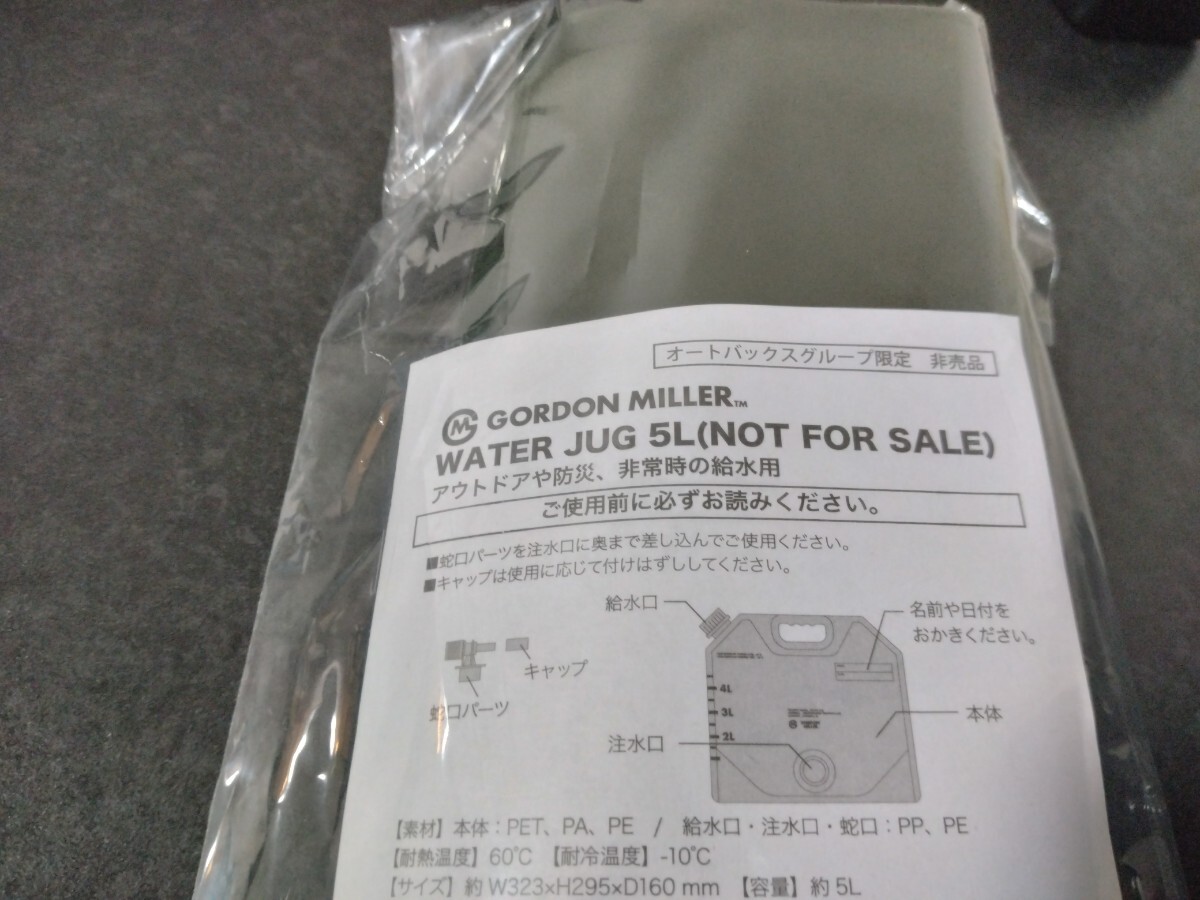 オートバックスグループ限定 非売品
GORDON MILLER™
WATER JUG 5L(NOT FOR SALE)
アウトドアや防災、非常時の給水用
ご使用前に必ずお読みください。
■蛇口パーツを注水口に奥まで差し込んでご使用ください。
■キャップは使用に応じて付けはずししてください。
給水口
名前や日付を
おかきください。
キャップ
蛇口パーツ
4L
3L
2L
本体
注水口
【素材】本体：PET、PA、PE / 給水口・注水口・蛇口：PP、PE
【耐熱温度】60℃ 【耐冷温度】-10℃
【サイズ】約 W323×H295×D160 mm 【容量】約 5L